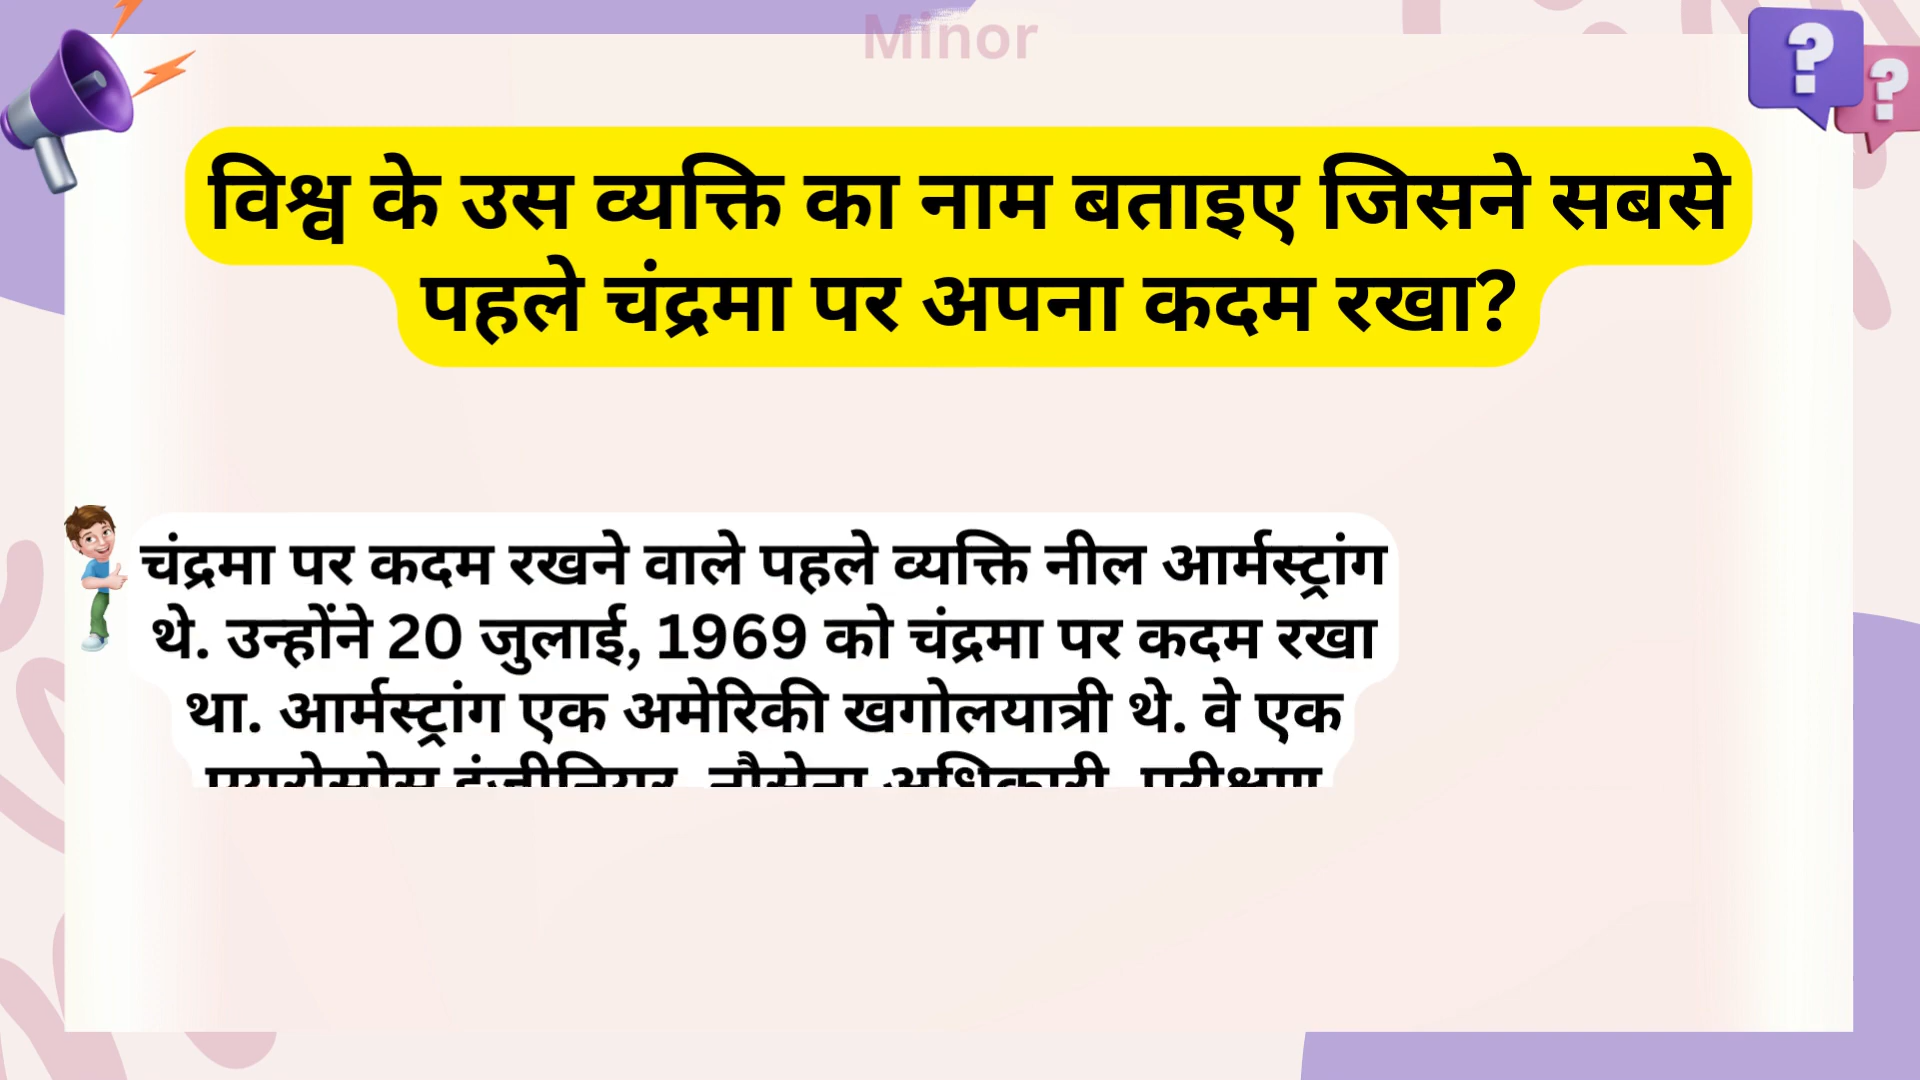 Minor
विश्व के उस व्यक्ति का नाम बताइए जिसने सबसे
पहले चंद्रमा पर अपना कदम रखा?
चंद्रमा पर कदम रखने वाले पहले व्यक्ति नील आर्मस्ट्रांग
थे. उन्होंने 20 जुलाई, 1969 को चंद्रमा पर कदम रखा
था. आर्मस्ट्रांग एक अमेरिकी खगोलयात्री थे. वे एक